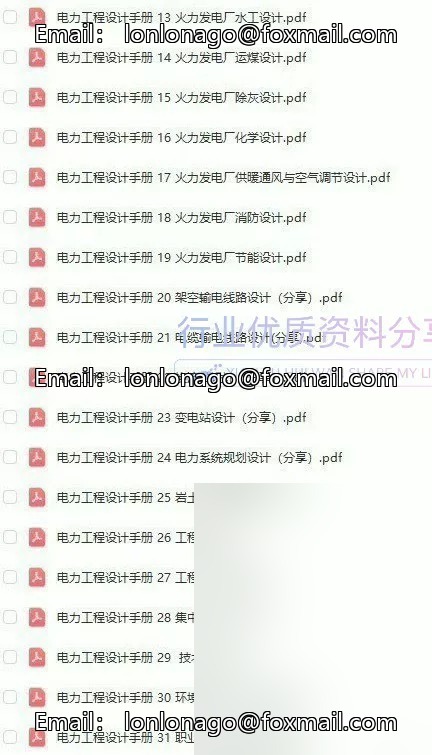 电力工程设计手册 13 火力发电厂水工设计.pdf
Email： lonlonago@foxmail.com
电力工程设计手册 14 火力发电厂运煤设计.pdf
电力工程设计手册 15 火力发电厂除灰设计.pdf
电力工程设计手册 16 火力发电厂化学设计.pdf
电力工程设计手册 17 火力发电厂供暖通风与空气调节设计.pdf
电力工程设计手册 18 火力发电厂消防设计.pdf
电力工程设计手册 19 火力发电厂节能设计.pdf
电力工程设计手册 20 架空输电线路设计（分享）.pdf
行业优质资料分享
电力工程设计手册 21 电缆输电线路设计(分享).pdf
Email： lonlonago@foxmail.com
SHARE MY LI
电力工程设计手册 23 变电站设计（分享）.pdf
电力工程设计手册 24 电力系统规划设计（分享）.pdf
电力工程设计手册 25 岩土
电力工程设计手册 26 工程
电力工程设计手册 27 工程
电力工程设计手册 28 集中
电力工程设计手册 29 技术
电力工程设计手册 30 环境
Email： lonlonago@foxmail.com
电力工程设计手册 31 职业